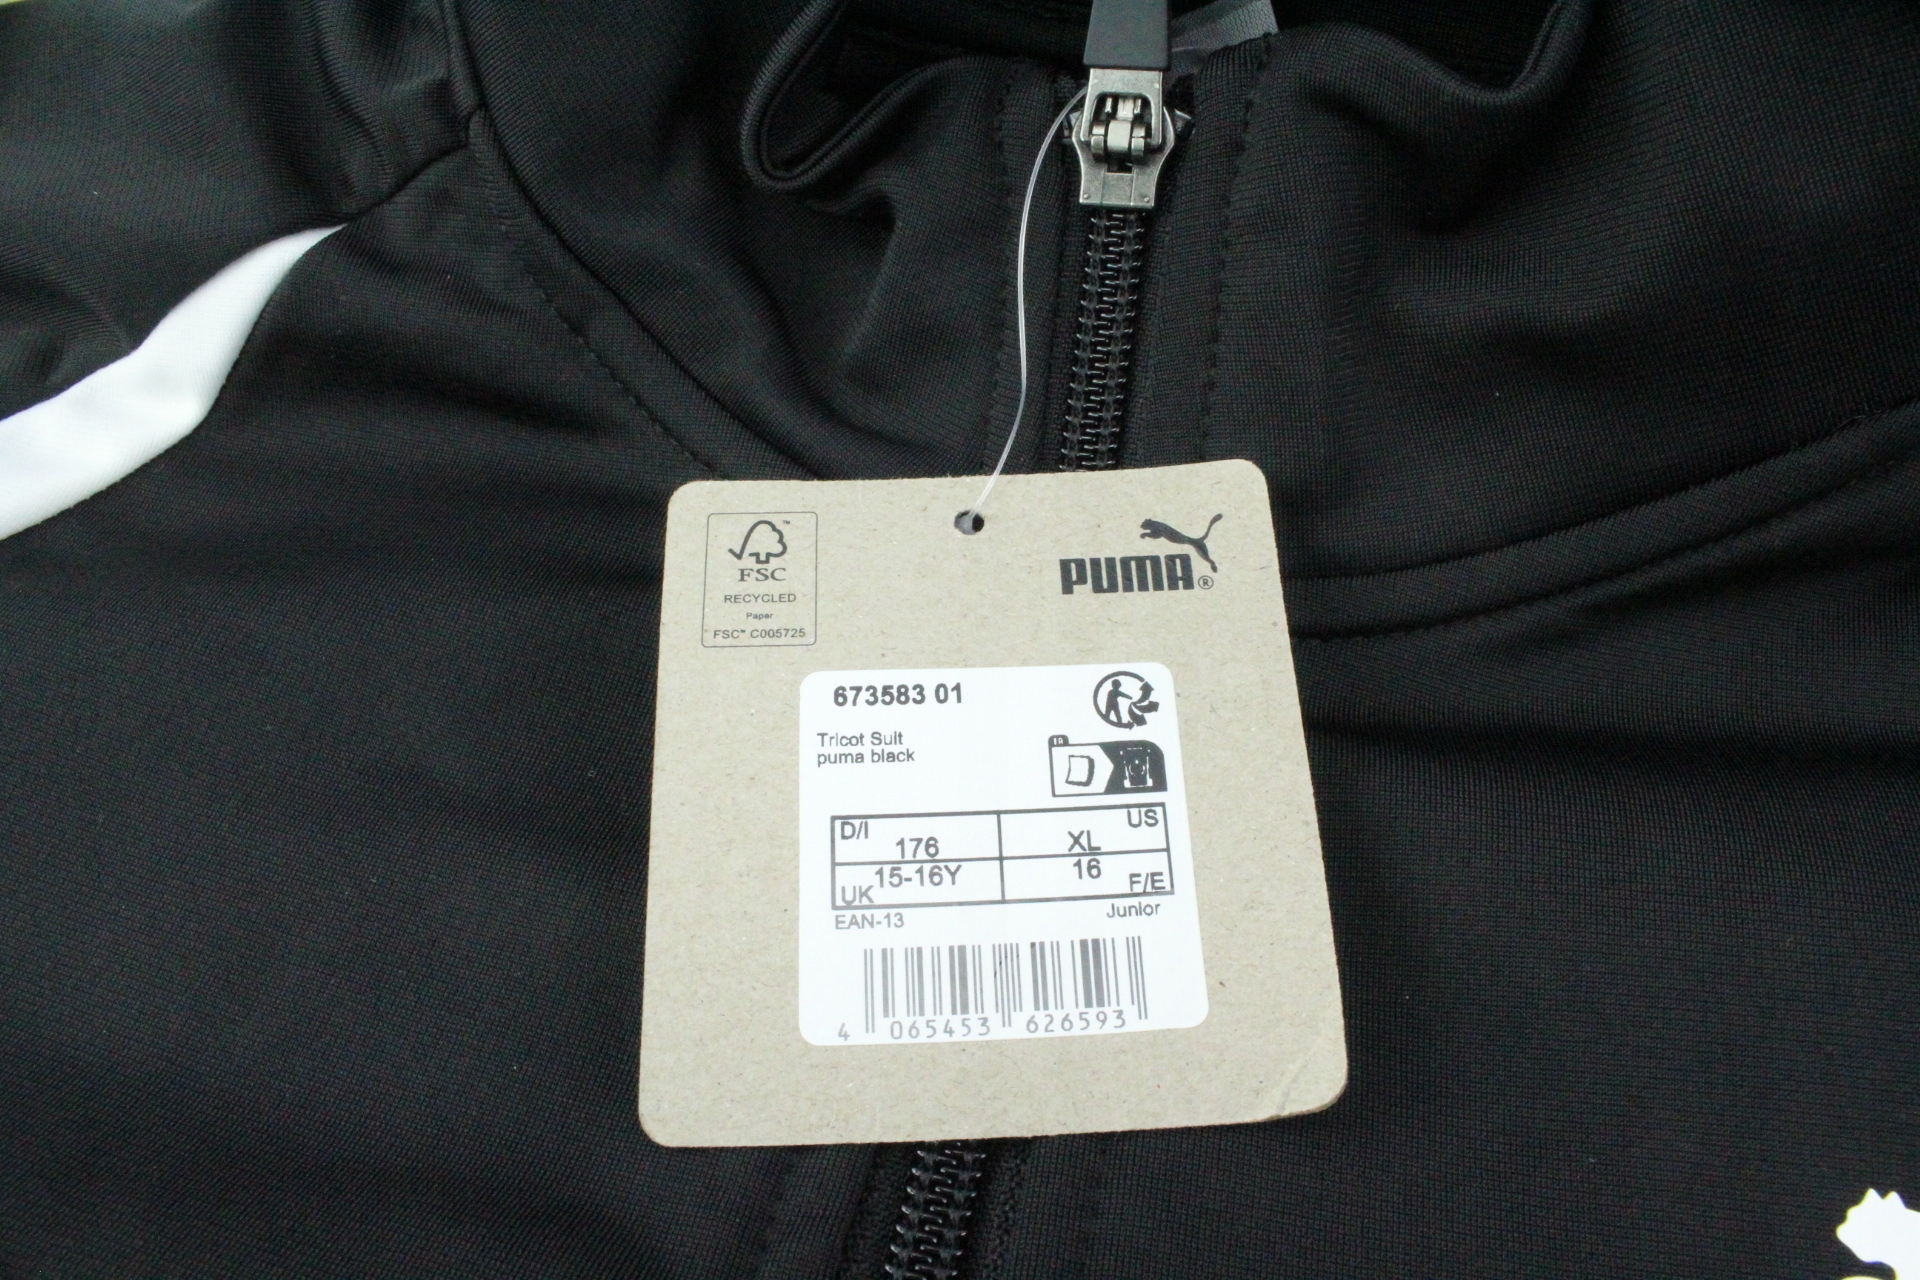 FSC
RECYCLED
Paper
FSC™ C005725
PUMA®
673583 01
Tricot Suit
puma black
D/I 176 XL US
UK 15-16Y 16 F/E
EAN-13 Junior
4 065453 626593